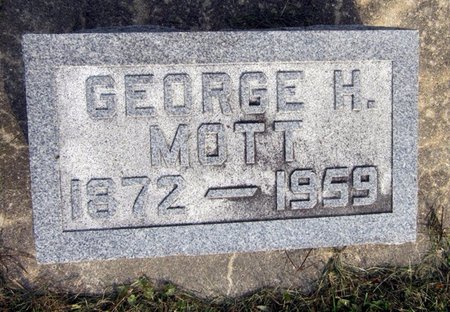 GEORGE H.
MOTT
1872 — 1959